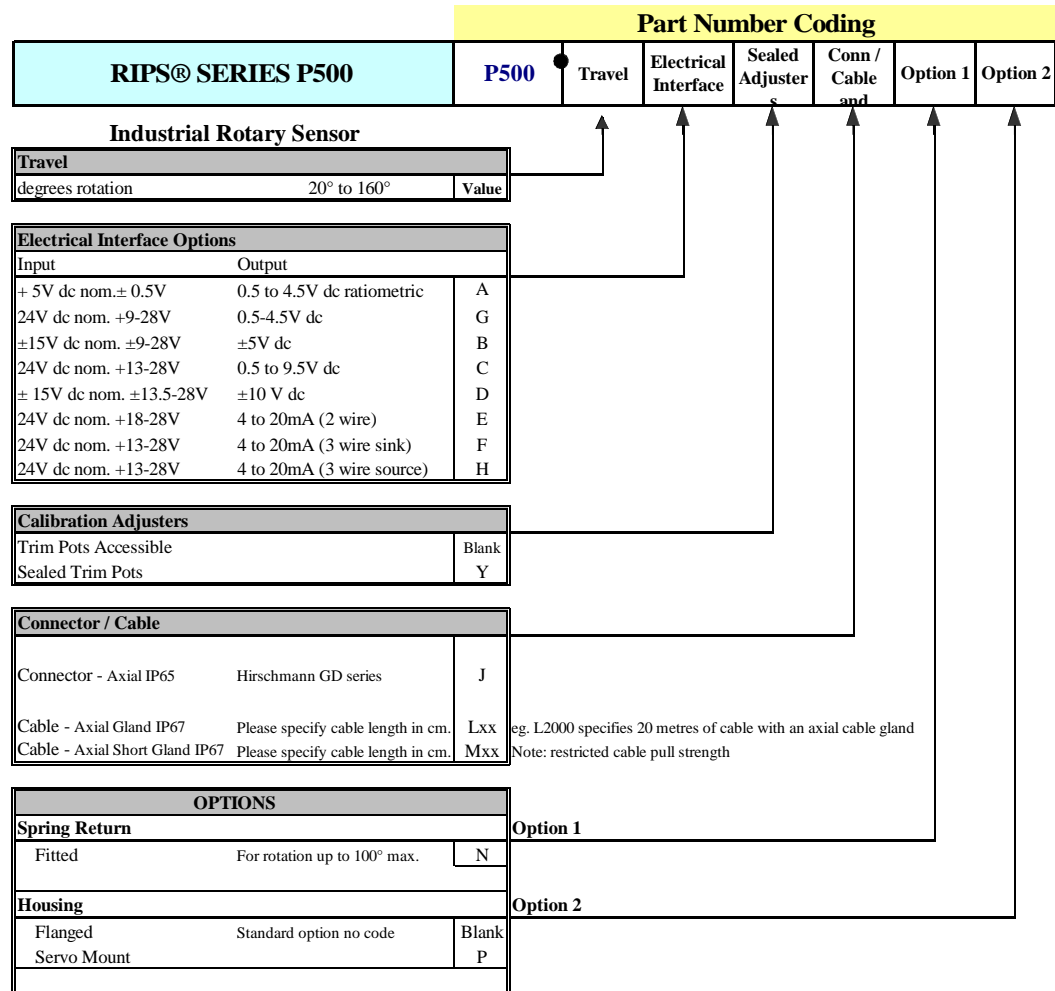 Part Number Coding
RIPS® SERIES P500 P500 Travel Electrical Interface Sealed Adjusters Conn / Cable and Option 1 Option 2
Industrial Rotary Sensor
Travel
degrees rotation 20° to 160° Value
Electrical Interface Options
Input Output
+ 5V dc nom.± 0.5V 0.5 to 4.5V dc ratiometric A
24V dc nom. +9-28V 0.5-4.5V dc G
±15V dc nom. ±9-28V ±5V dc B
24V dc nom. +13-28V 0.5 to 9.5V dc C
± 15V dc nom. ±13.5-28V ±10 V dc D
24V dc nom. +18-28V 4 to 20mA (2 wire) E
24V dc nom. +13-28V 4 to 20mA (3 wire sink) F
24V dc nom. +13-28V 4 to 20mA (3 wire source) H
Calibration Adjusters
Trim Pots Accessible Blank
Sealed Trim Pots Y
Connector / Cable
Connector - Axial IP65 Hirschmann GD series J
Cable - Axial Gland IP67 Please specify cable length in cm. Lxx eg. L2000 specifies 20 metres of cable with an axial cable gland
Cable - Axial Short Gland IP67 Please specify cable length in cm. Mxx Note: restricted cable pull strength
OPTIONS
Spring Return Option 1
Fitted For rotation up to 100° max. N
Housing Option 2
Flanged Standard option no code Blank
Servo Mount P